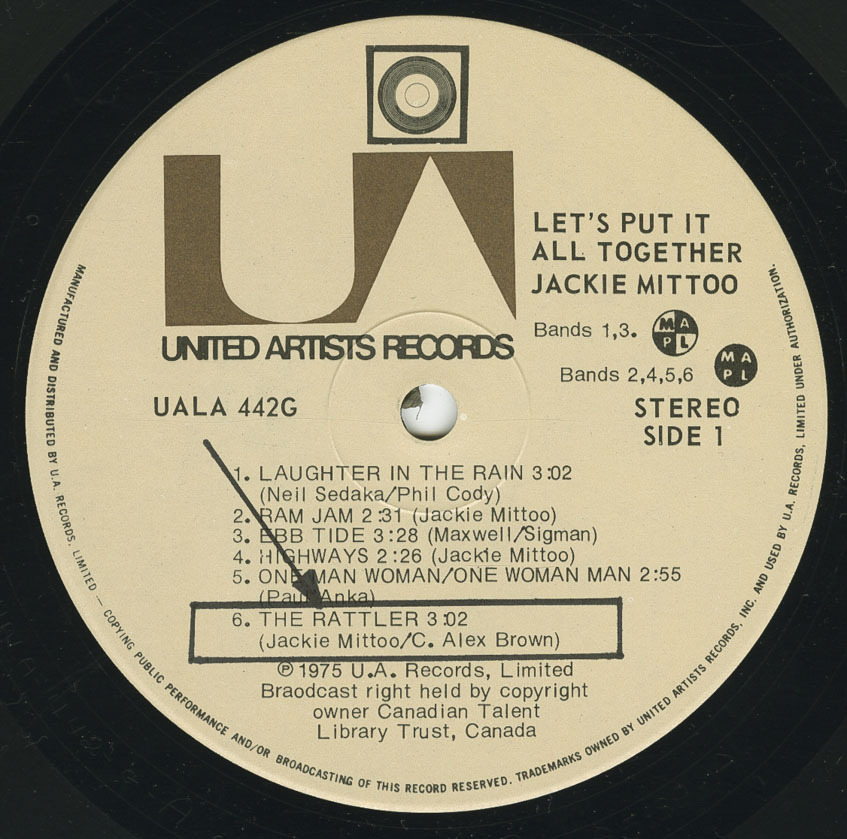 UA
UNITED ARTISTS RECORDS
LET'S PUT IT
ALL TOGETHER
JACKIE MITTOO
Bands 1,3. MAPL
Bands 2,4,5,6 MAPL
UALA 442G
STEREO
SIDE 1
1. LAUGHTER IN THE RAIN 3:02
(Neil Sedaka/Phil Cody)
2. RAM JAM 2:31 (Jackie Mittoo)
3. EBB TIDE 3:28 (Maxwell/Sigman)
4. HIGHWAYS 2:26 (Jackie Mittoo)
5. ONE MAN WOMAN/ONE WOMAN MAN 2:55
(Paul Anka)
6. THE RATTLER 3:02
(Jackie Mittoo/C. Alex Brown)
℗ 1975 U.A. Records, Limited
Braodcast right held by copyright
owner Canadian Talent
Library Trust, Canada
MANUFACTURED AND DISTRIBUTED BY U.A. RECORDS, LIMITED — COPYING PUBLIC PERFORMANCE AND/OR BROADCASTING OF THIS RECORD RESERVED. TRADEMARKS OWNED BY UNITED ARTISTS RECORDS, INC. AND USED BY U.A. RECORDS, LIMITED UNDER AUTHORIZATION.